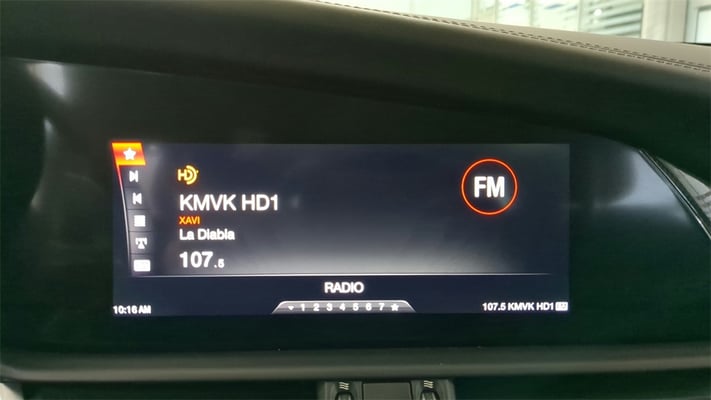 HD
KMVK HD1
XAVI
La Diabla
107.5
FM
RADIO
1 2 3 4 5 6 7
10:16 AM
107.5 KMVK HD1